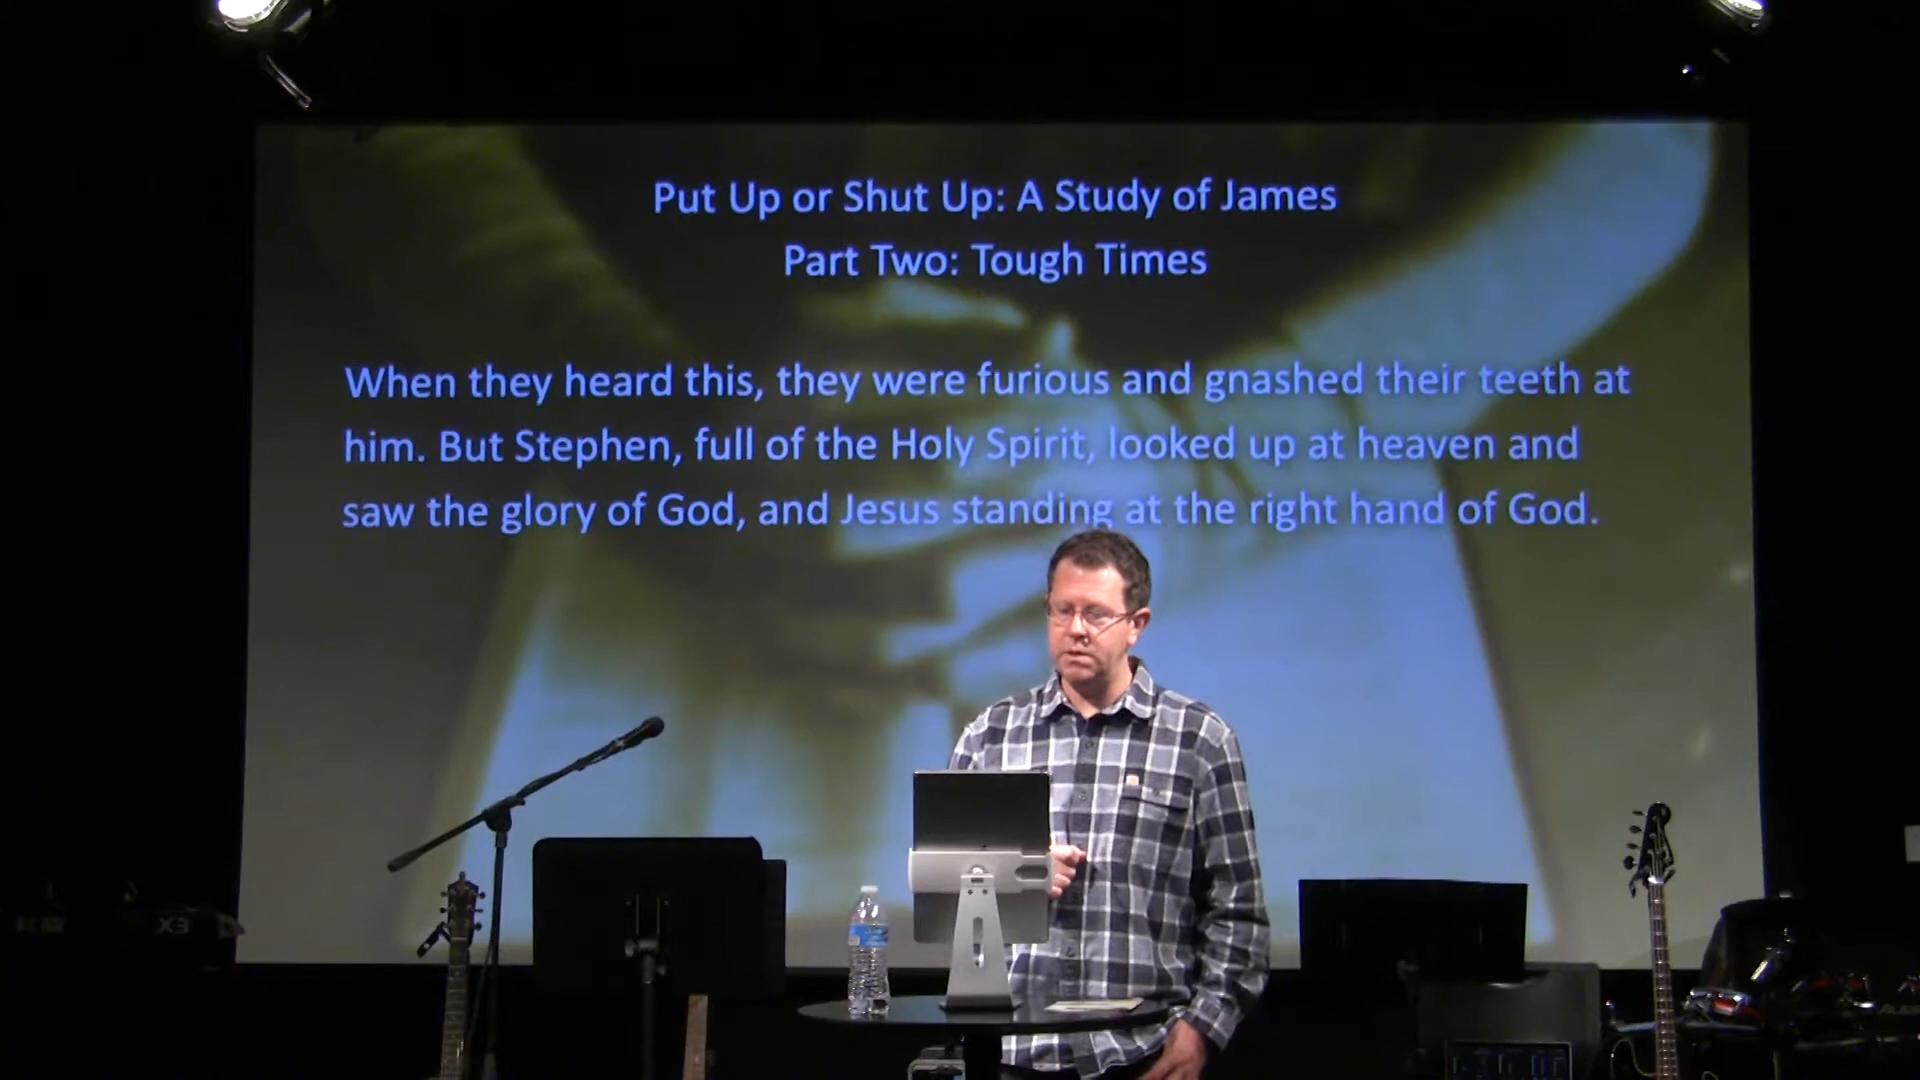 Put Up or Shut Up: A Study of James
Part Two: Tough Times
When they heard this, they were furious and gnashed their teeth at
him. But Stephen, full of the Holy Spirit, looked up at heaven and
saw the glory of God, and Jesus standing at the right hand of God.
X3